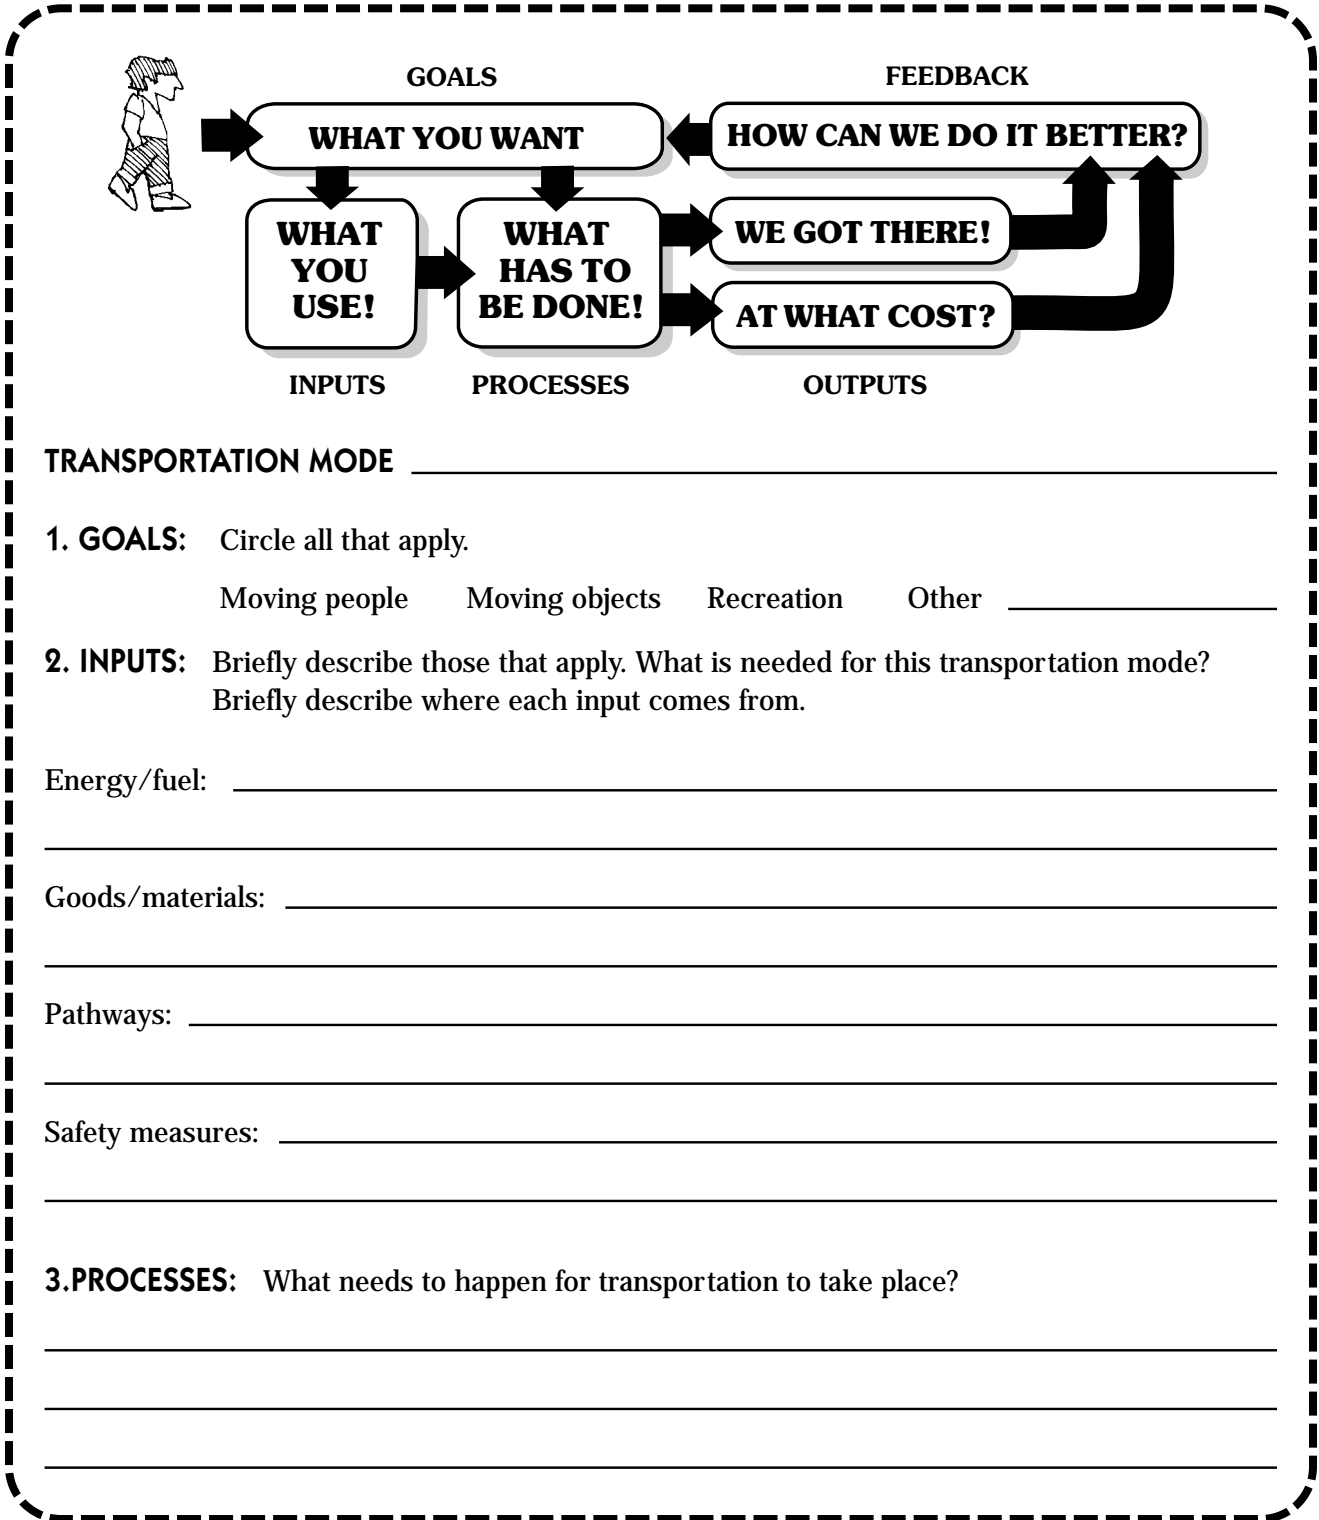 GOALS
FEEDBACK
WHAT YOU WANT
HOW CAN WE DO IT BETTER?
WHAT
YOU
USE!
WHAT
HAS TO
BE DONE!
WE GOT THERE!
AT WHAT COST?
INPUTS
PROCESSES
OUTPUTS
TRANSPORTATION MODE
1. GOALS: Circle all that apply.
Moving people Moving objects Recreation Other
2. INPUTS: Briefly describe those that apply. What is needed for this transportation mode?
Briefly describe where each input comes from.
Energy/fuel:
Goods/materials:
Pathways:
Safety measures:
3.PROCESSES: What needs to happen for transportation to take place?